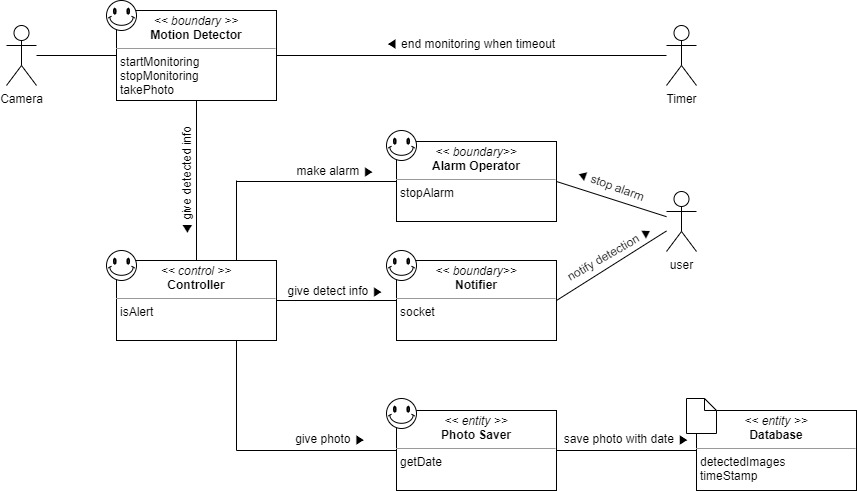 << boundary >>
Motion Detector
startMonitoring
stopMonitoring
takePhoto
Camera
end monitoring when timeout
Timer
give detected info
<< boundary>>
Alarm Operator
stopAlarm
make alarm
stop alarm
user
<< control >>
Controller
isAlert
give detect info
<< boundary>>
Notifier
socket
notify detection
give photo
<< entity >>
Photo Saver
getDate
save photo with date
<< entity >>
Database
detectedImages
timeStamp